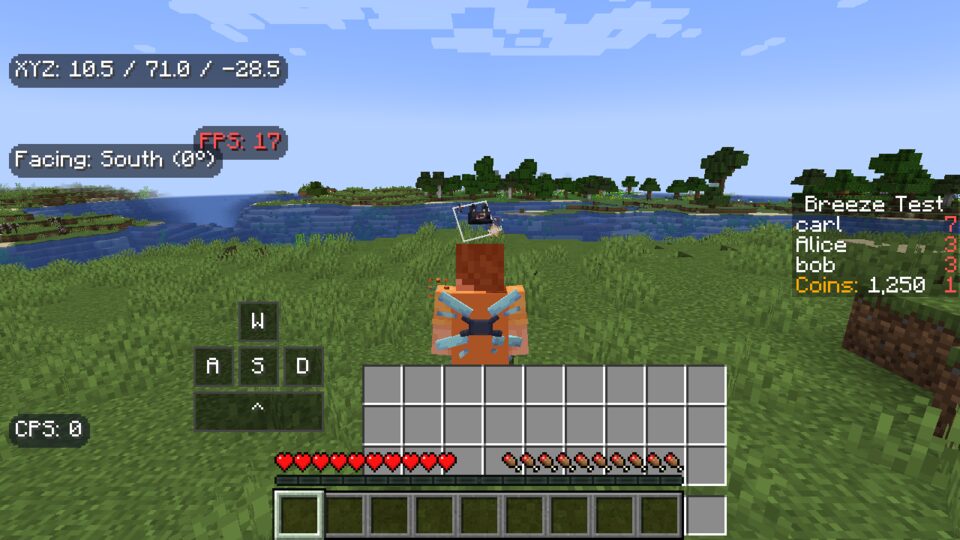 XYZ: 10.5 / 71.0 / -28.5
FPS: 17
Facing: South (0°)
Breeze Test
carl 7
Alice 3
bob 3
Coins: 1,250 1
W
A S D
^
CPS: 0